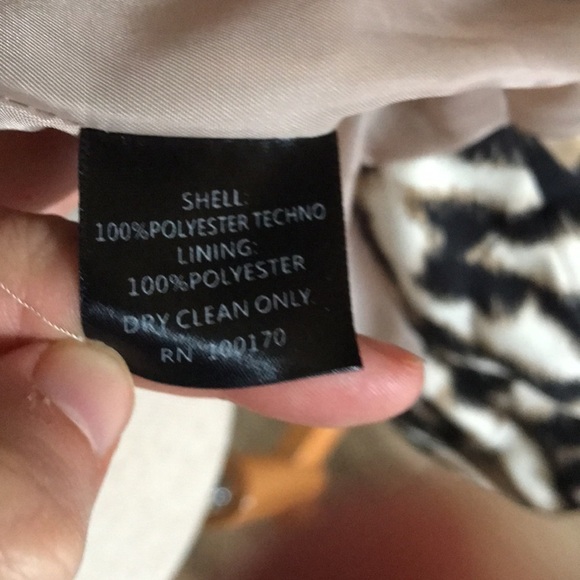 SHELL:
100%POLYESTER TECHNO
LINING:
100%POLYESTER
DRY CLEAN ONLY.
RN 100170